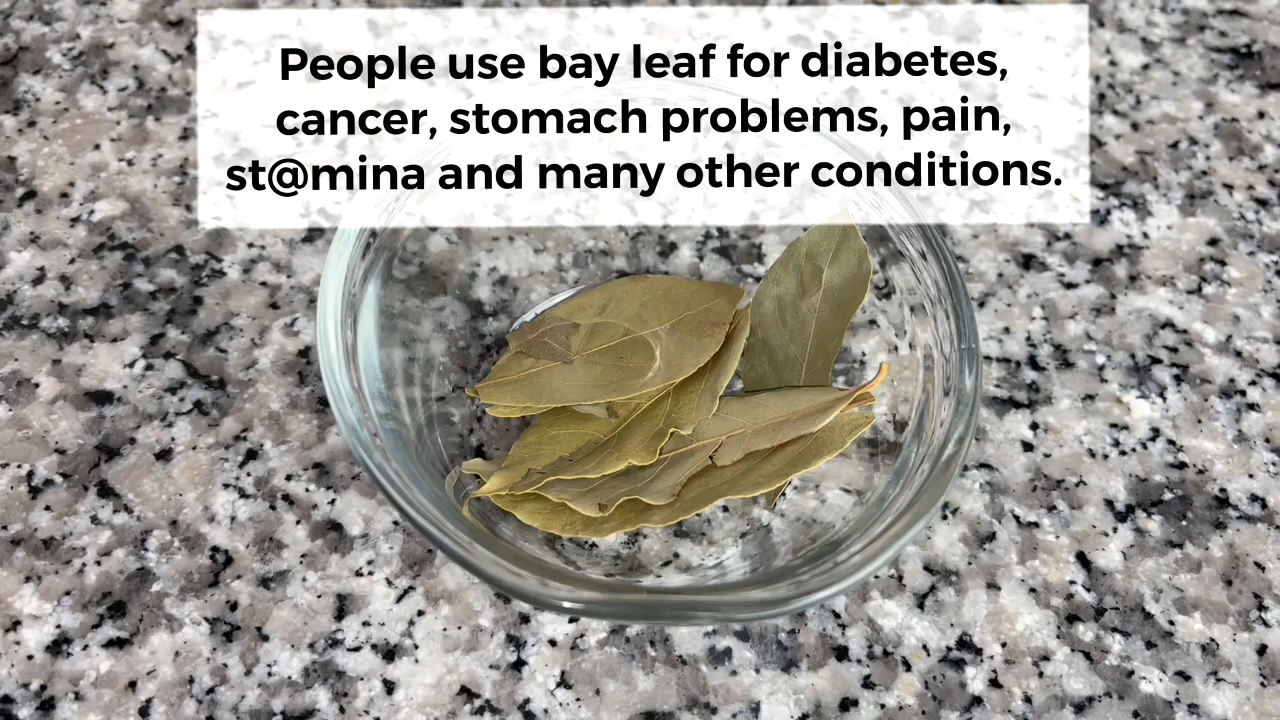 People use bay leaf for diabetes,
cancer, stomach problems, pain,
st@mina and many other conditions.